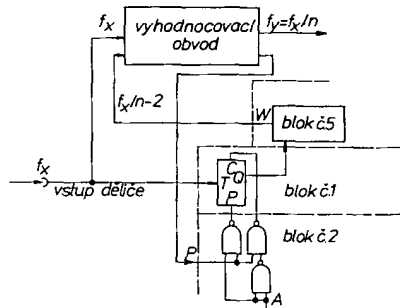 fx
vyhodnocovací
obvod
fy=fx/n
fx/n-2
W
blok č.5
fx
vstup děliče
C
Q
T
P
blok č.1
blok č.2
P
A